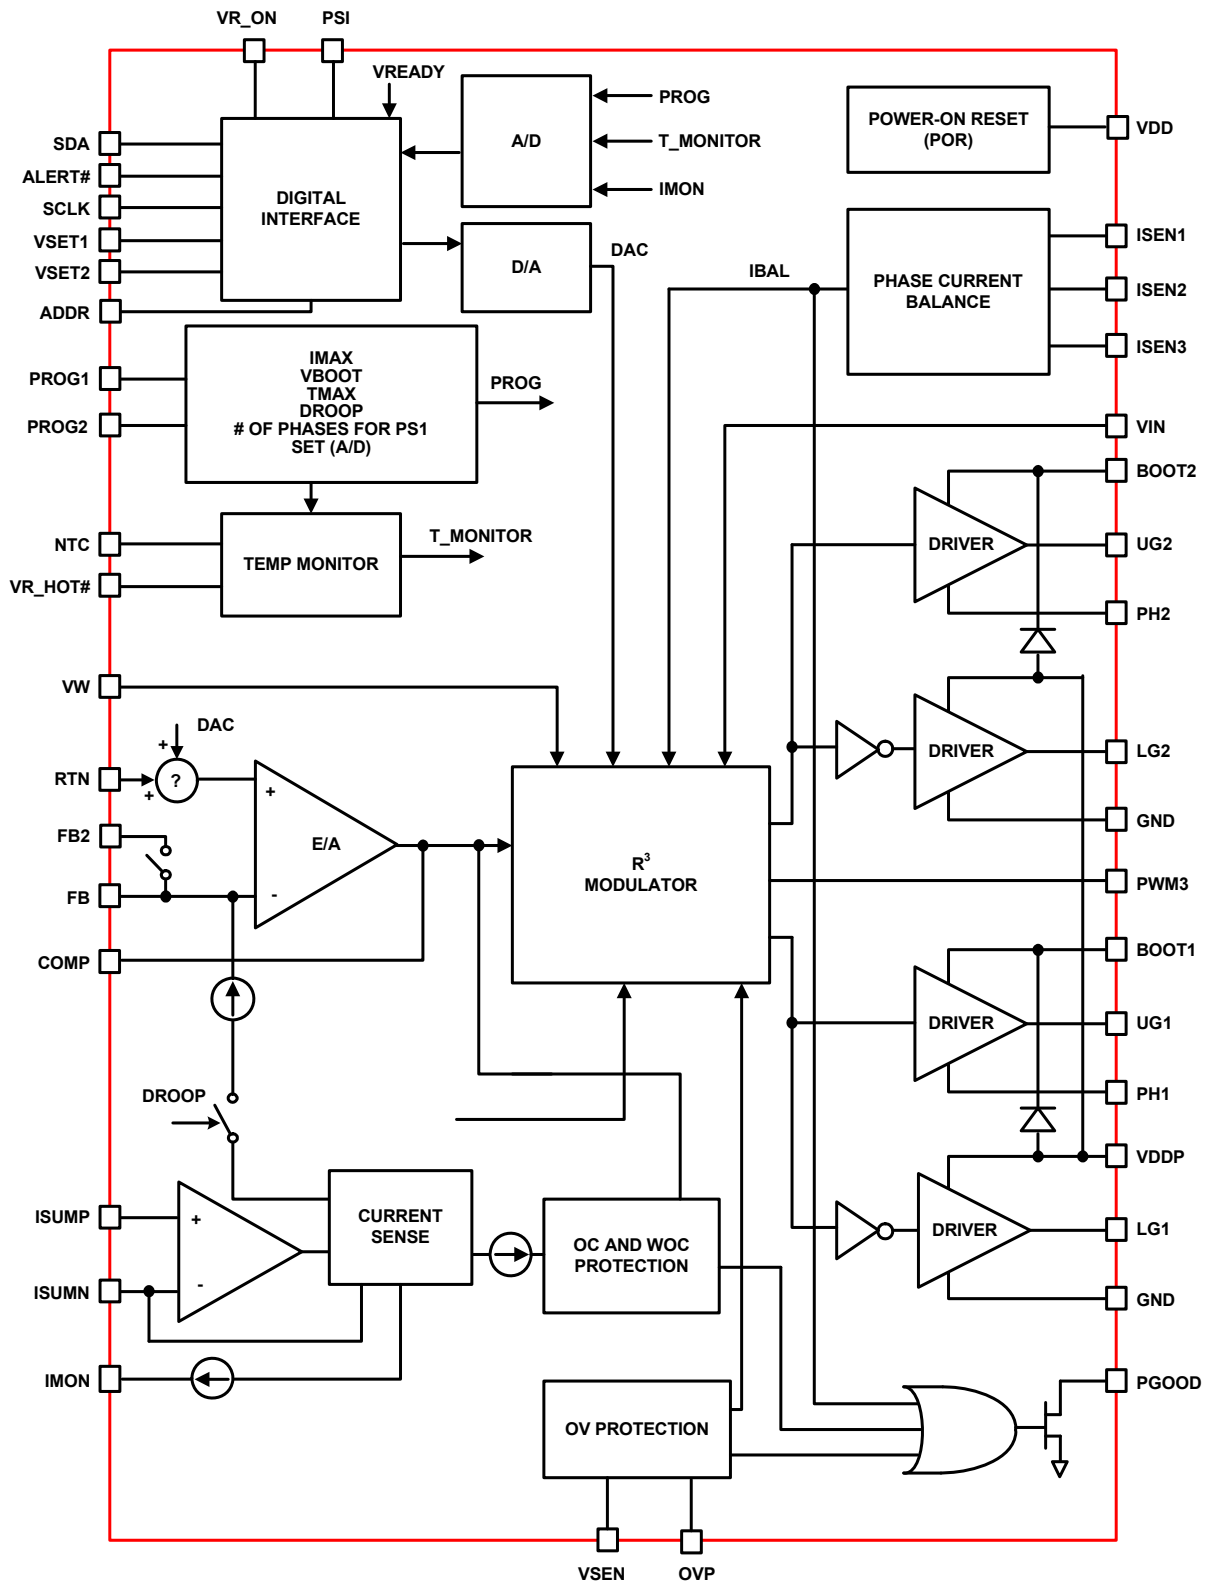 VR_ON
PSI
VREADY
SDA
ALERT#
SCLK
VSET1
VSET2
ADDR
DIGITAL
INTERFACE
A/D
PROG
T_MONITOR
IMON
D/A
DAC
POWER-ON RESET
(POR)
VDD
IBAL
PHASE CURRENT
BALANCE
ISEN1
ISEN2
ISEN3
PROG1
PROG2
IMAX
VBOOT
TMAX
DROOP
# OF PHASES FOR PS1
SET (A/D)
PROG
VIN
BOOT2
NTC
VR_HOT#
TEMP MONITOR
T_MONITOR
DRIVER
UG2
PH2
VW
DAC
+
RTN
+
?
FB2
FB
+
E/A
-
COMP
R3
MODULATOR
DRIVER
LG2
GND
PWM3
BOOT1
DRIVER
UG1
PH1
VDDP
DROOP
ISUMP
ISUMN
+
-
CURRENT
SENSE
OC AND WOC
PROTECTION
DRIVER
LG1
GND
IMON
OV PROTECTION
PGOOD
VSEN
OVP